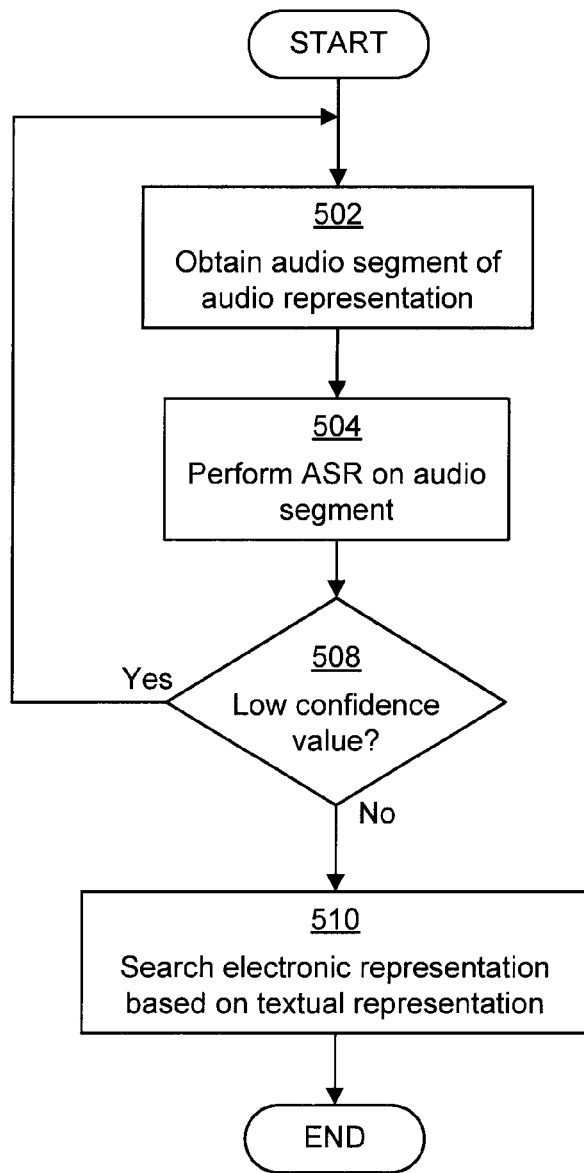 START
502
Obtain audio segment of
audio representation
504
Perform ASR on audio
segment
508
Low confidence
value?
Yes
No
510
Search electronic representation
based on textual representation
END